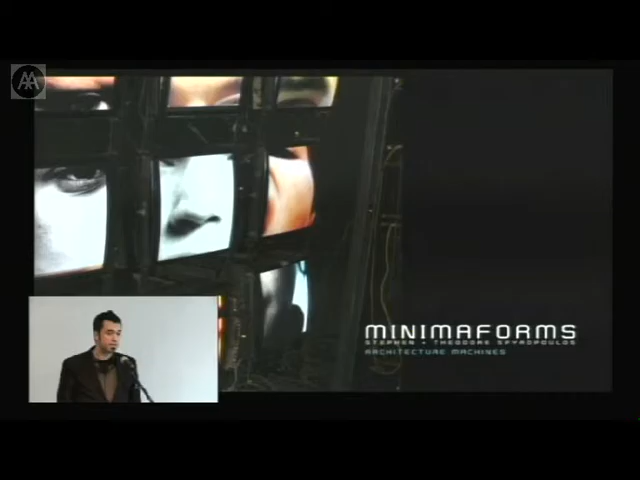 AA
MINIMAFORMS
STEPHEN + THEODORE SPYROPOULOS
ARCHITECTURE MACHINES